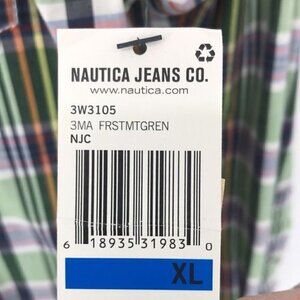 NAUTICA JEANS CO.
www.nautica.com
3W3105
3MA FRSTMTGREN
NJC
6 18935 31983 0
XL